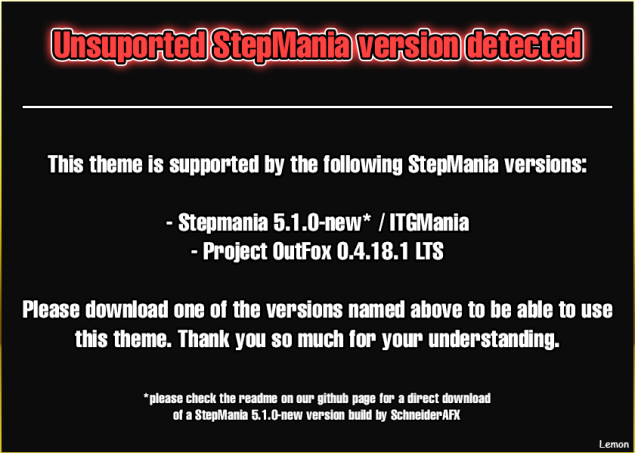 Unsuported StepMania version detected
This theme is supported by the following StepMania versions:
- Stepmania 5.1.0-new* / ITGMania
- Project OutFox 0.4.18.1 LTS
Please download one of the versions named above to be able to use
this theme. Thank you so much for your understanding.
*please check the readme on our github page for a direct download
of a StepMania 5.1.0-new version build by SchneiderAFX
Lemon